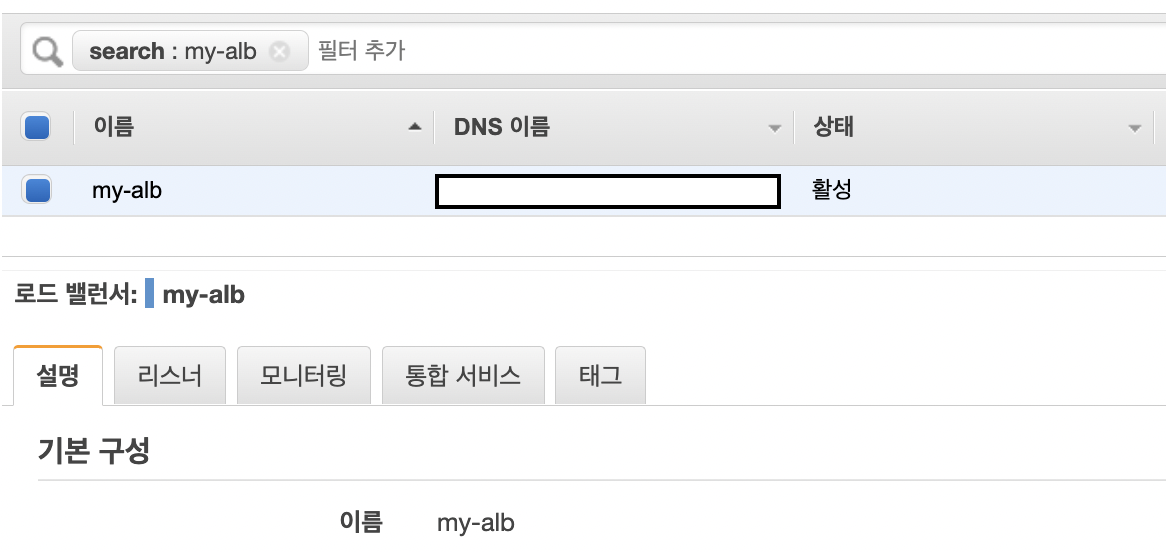 search : my-alb 필터 추가
이름 DNS 이름 상태
my-alb 활성
로드 밸런서: my-alb
설명 리스너 모니터링 통합 서비스 태그
기본 구성
이름 my-alb